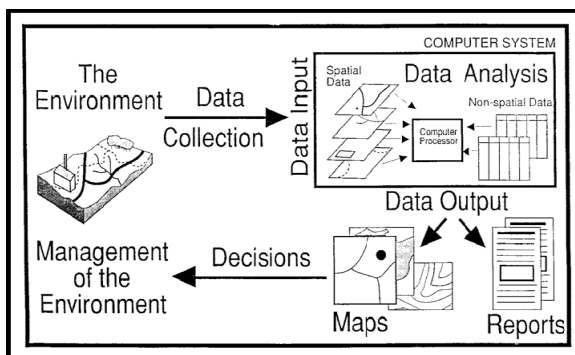 COMPUTER SYSTEM
The
Environment
Data
Collection
Data Input
Spatial
Data
Data Analysis
Non-spatial Data
Computer
Processor
Data Output
Management
of the
Environment
Decisions
Maps
Reports